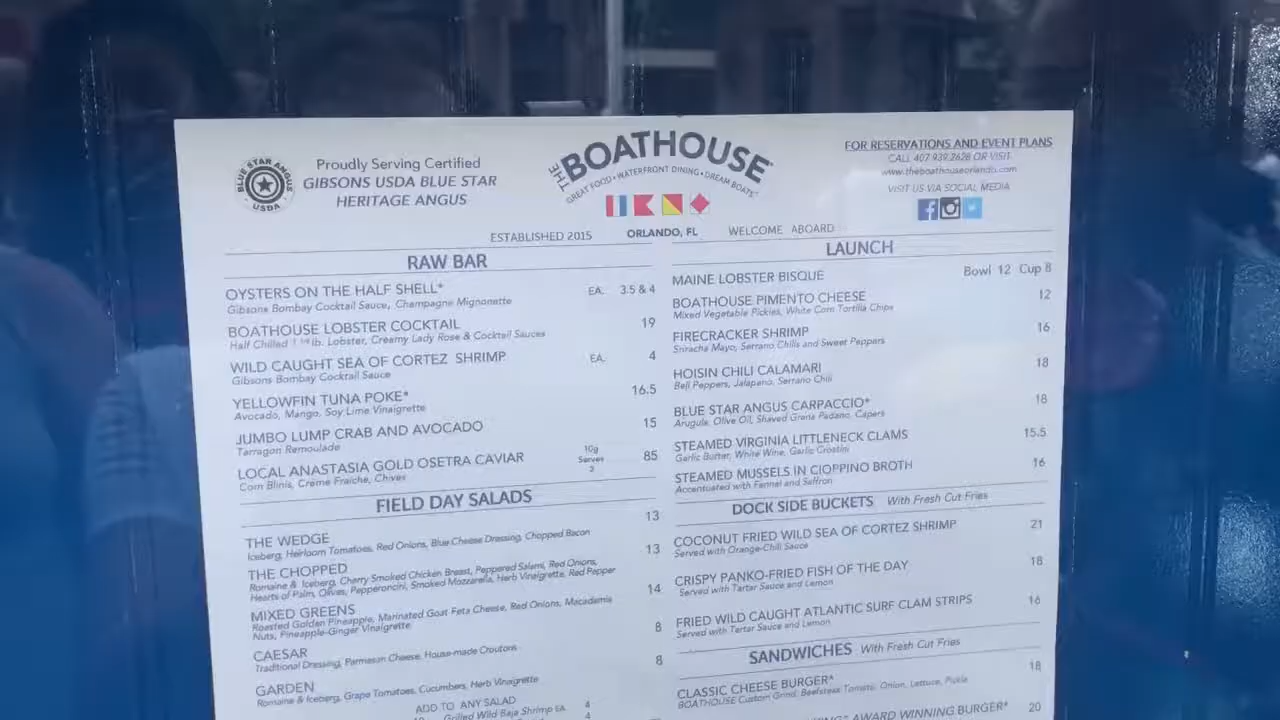 BLUE STAR ANGUS
USDA
Proudly Serving Certified
GIBSONS USDA BLUE STAR
HERITAGE ANGUS
THE BOATHOUSE
GREAT FOOD • WATERFRONT DINING • DREAM BOATS
FOR RESERVATIONS AND EVENT PLANS
CALL 407.939.2628 OR VISIT
www.theboathouseorlando.com
VISIT US VIA SOCIAL MEDIA
ESTABLISHED 2015 ORLANDO, FL WELCOME ABOARD
RAW BAR
OYSTERS ON THE HALF SHELL* EA. 3.5 & 4
Gibsons Bombay Cocktail Sauce, Champagne Mignonette
BOATHOUSE LOBSTER COCKTAIL 19
Half Chilled 1 1/4 lb. Lobster, Creamy Lady Rose & Cocktail Sauces
WILD CAUGHT SEA OF CORTEZ SHRIMP EA. 4
Gibsons Bombay Cocktail Sauce
YELLOWFIN TUNA POKE* 16.5
Avocado, Mango, Soy Lime Vinaigrette
JUMBO LUMP CRAB AND AVOCADO 15
Tarragon Remoulade
LOCAL ANASTASIA GOLD OSETRA CAVIAR 10g Serves 2 85
Corn Blinis, Crème Fraiche, Chives
FIELD DAY SALADS
THE WEDGE 13
Iceberg, Heirloom Tomatoes, Red Onions, Blue Cheese Dressing, Chopped Bacon
THE CHOPPED 13
Romaine & Iceberg, Cherry Smoked Chicken Breast, Peppered Salami, Red Onions,
Hearts of Palm, Olives, Pepperoncini, Smoked Mozzarella, Herb Vinaigrette, Red Pepper
MIXED GREENS 14
Roasted Golden Pineapple, Marinated Goat Feta Cheese, Red Onions, Macadamia
Nuts, Pineapple-Ginger Vinaigrette
CAESAR 8
Traditional Dressing, Parmesan Cheese, House-made Croutons
GARDEN 8
Romaine & Iceberg, Grape Tomatoes, Cucumbers, Herb Vinaigrette
ADD TO ANY SALAD
Grilled Wild Baja Shrimp EA 4
4
LAUNCH
MAINE LOBSTER BISQUE Bowl 12 Cup 8
BOATHOUSE PIMENTO CHEESE 12
Mixed Vegetable Pickles, White Corn Tortilla Chips
FIRECRACKER SHRIMP 16
Sriracha Mayo, Serrano Chilis and Sweet Peppers
HOISIN CHILI CALAMARI 18
Bell Peppers, Jalapano, Serrano Chili
BLUE STAR ANGUS CARPACCIO* 18
Arugula, Olive Oil, Shaved Grana Padano, Capers
STEAMED VIRGINIA LITTLENECK CLAMS 15.5
Garlic Butter, White Wine, Garlic Crostini
STEAMED MUSSELS IN CIOPPINO BROTH 16
Accentuated with Fennel and Saffron
DOCK SIDE BUCKETS With Fresh Cut Fries
COCONUT FRIED WILD SEA OF CORTEZ SHRIMP 21
Served with Orange-Chili Sauce
CRISPY PANKO-FRIED FISH OF THE DAY 18
Served with Tartar Sauce and Lemon
FRIED WILD CAUGHT ATLANTIC SURF CLAM STRIPS 16
Served with Tartar Sauce and Lemon
SANDWICHES With Fresh Cut Fries
CLASSIC CHEESE BURGER* 18
BOATHOUSE Custom Grind, Beefsteak Tomato, Onion, Lettuce, Pickle
AWARD WINNING BURGER* 20